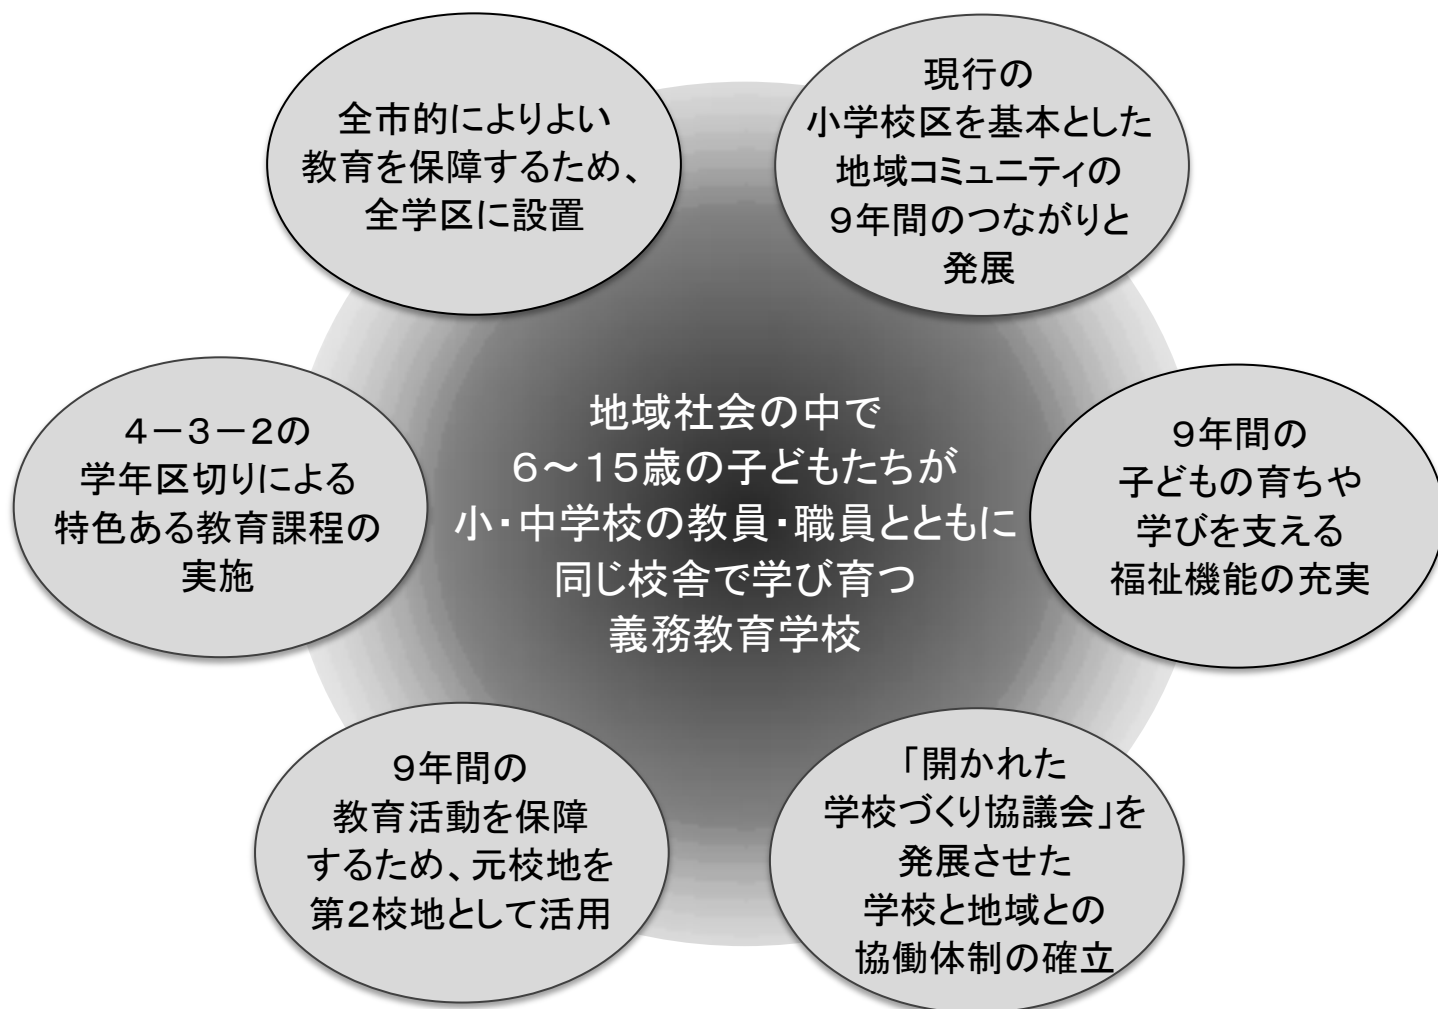 全市的によりよい
教育を保障するため、
全学区に設置
現行の
小学校区を基本とした
地域コミュニティの
９年間のつながりと
発展
４－３－２の
学年区切りによる
特色ある教育課程の
実施
地域社会の中で
６～１５歳の子どもたちが
小・中学校の教員・職員とともに
同じ校舎で学び育つ
義務教育学校
９年間の
子どもの育ちや
学びを支える
福祉機能の充実
９年間の
教育活動を保障
するため、元校地を
第２校地として活用
「開かれた
学校づくり協議会」を
発展させた
学校と地域との
協働体制の確立